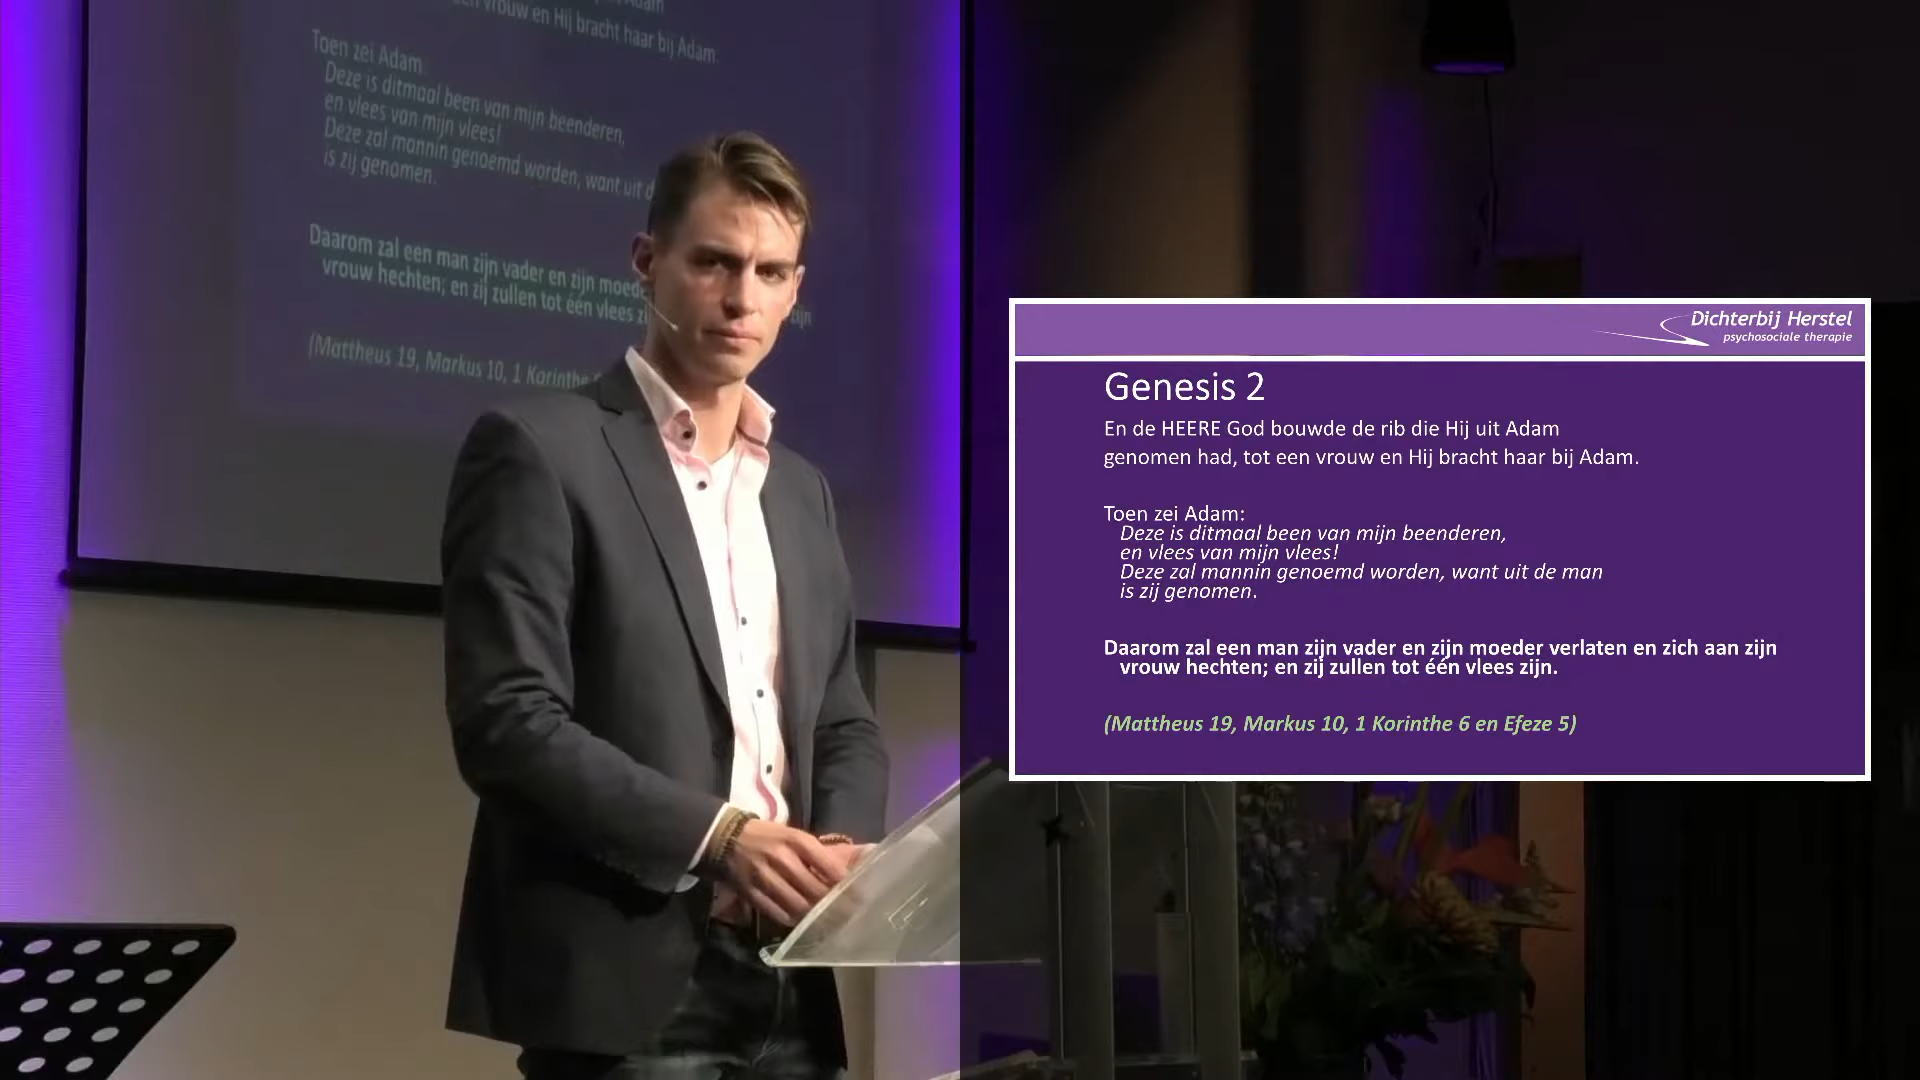 vrouw en Hij bracht haar bij Adam.
Toen zei Adam
Deze is ditmaal been van mijn beenderen,
en vlees van mijn vlees!
Deze zal mannin genoemd worden, want uit d
is zij genomen.
Daarom zal een man zijn vader en zijn moede
vrouw hechten; en zij zullen tot één vlees zi
zijn
(Mattheus 19, Markus 10, 1 Korinthe
Dichterbij Herstel
psychosociale therapie
Genesis 2
En de HEERE God bouwde de rib die Hij uit Adam
genomen had, tot een vrouw en Hij bracht haar bij Adam.
Toen zei Adam:
Deze is ditmaal been van mijn beenderen,
en vlees van mijn vlees!
Deze zal mannin genoemd worden, want uit de man
is zij genomen.
Daarom zal een man zijn vader en zijn moeder verlaten en zich aan zijn
vrouw hechten; en zij zullen tot één vlees zijn.
(Mattheus 19, Markus 10, 1 Korinthe 6 en Efeze 5)